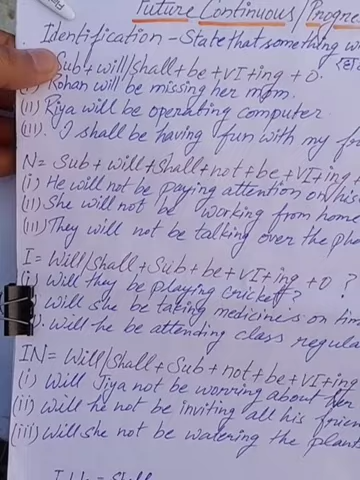 Future Continuous/Progre
Identification - State that something w
Sub + will/shall + be + VI + ing + O.
(i) Rohan will be missing her mom.
(ii) Riya will be operating computer.
(iii). I shall be having fun with my fr
N = Sub + will + shall + not + be + VI + ing +
(i) He will not be paying attention on his
(ii) She will not be working from home
(iii) They will not be talking over the pho
I = Will/Shall + Sub + be + VI + ing + O ?
(i) Will they be playing cricket?
Will she be taking medicine is on tim
Will he be attending class regula
IN = Will/Shall + Sub + not + be + VI + ing
(i) Will Jiya not be worring about her
(ii) Will he not be inviting all his frien
(iii) Will she not be watering the plants